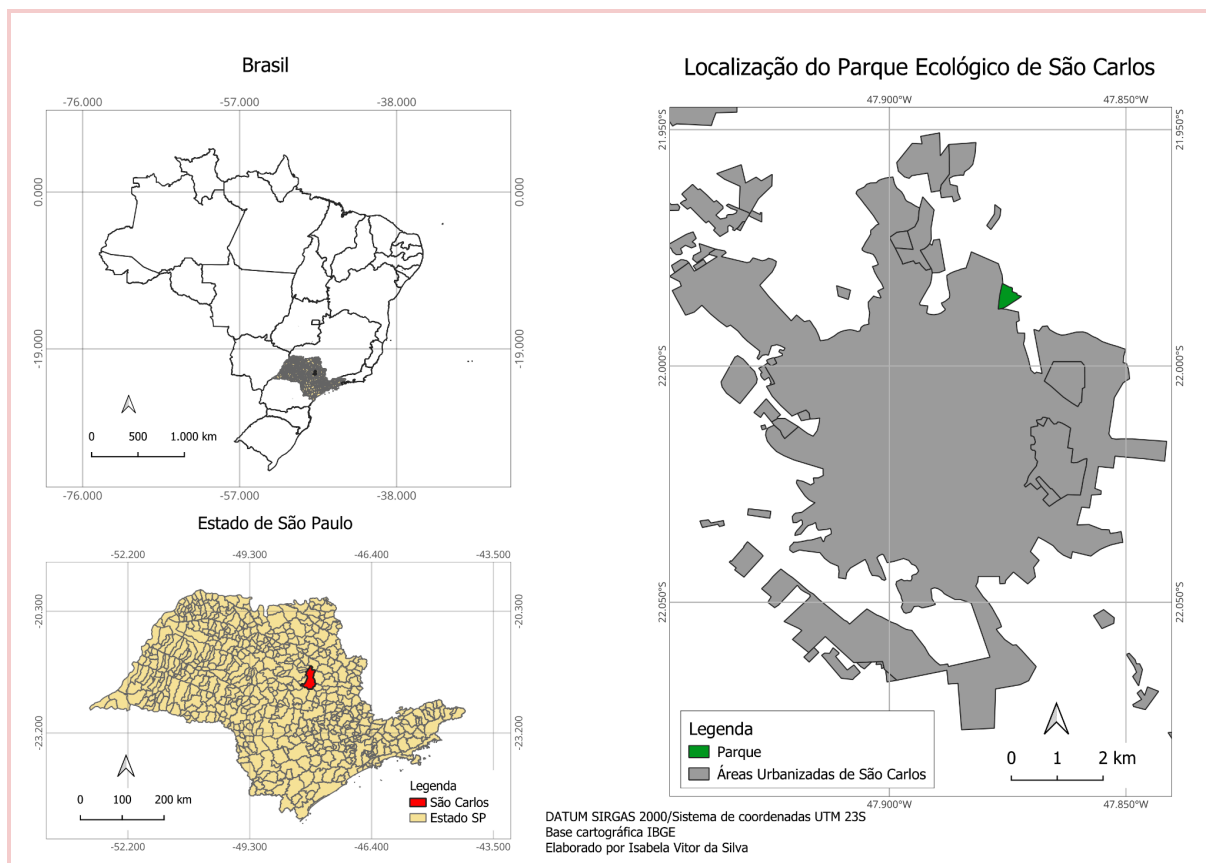 Brasil
-76.000
-57.000
-38.000
0.000
0.000
-19.000
-19.000
0 500 1.000 km
-76.000
-57.000
-38.000
Estado de São Paulo
-52.200
-49.300
-46.400
-43.500
-20.300
-20.300
-23.200
-23.200
0 100 200 km
Legenda
São Carlos
Estado SP
-52.200
-49.300
-46.400
-43.500
Localização do Parque Ecológico de São Carlos
47.900°W
47.850°W
21.950°S
21.950°S
22.000°S
22.000°S
22.050°S
22.050°S
Legenda
Parque
Áreas Urbanizadas de São Carlos
0 1 2 km
47.900°W
47.850°W
DATUM SIRGAS 2000/Sistema de coordenadas UTM 23S
Base cartográfica IBGE
Elaborado por Isabela Vitor da Silva